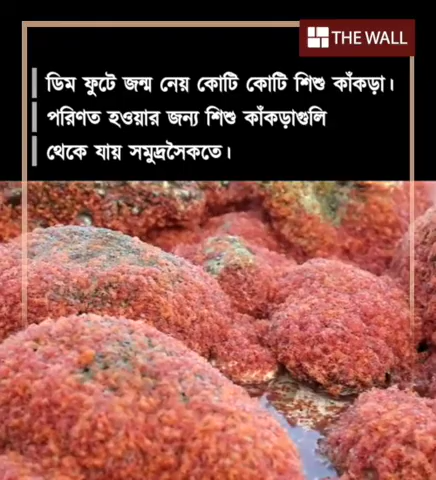 THE WALL
ডিম ফুটে জন্ম নেয় কোটি কোটি শিশু কাঁকড়া।
পরিণত হওয়ার জন্য শিশু কাঁকড়াগুলি
থেকে যায় সমুদ্রসৈকতে।